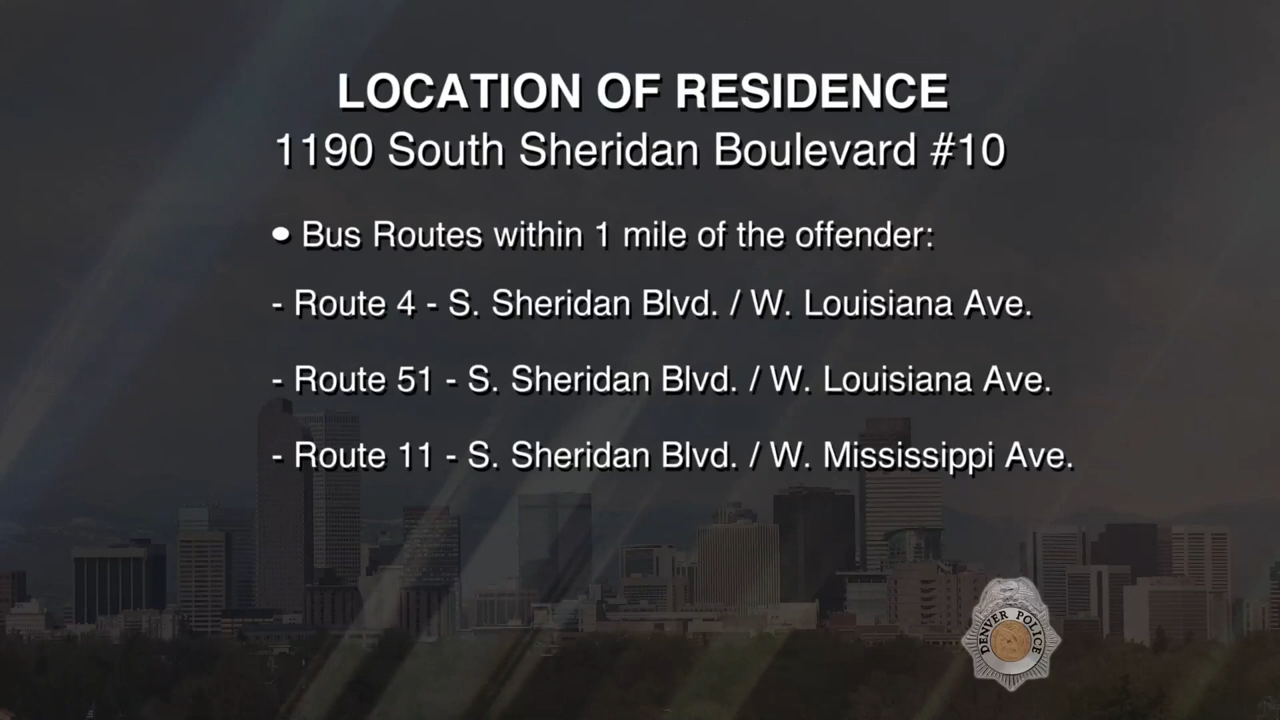 LOCATION OF RESIDENCE
1190 South Sheridan Boulevard #10
• Bus Routes within 1 mile of the offender:
- Route 4 - S. Sheridan Blvd. / W. Louisiana Ave.
- Route 51 - S. Sheridan Blvd. / W. Louisiana Ave.
- Route 11 - S. Sheridan Blvd. / W. Mississippi Ave.
DENVER POLICE